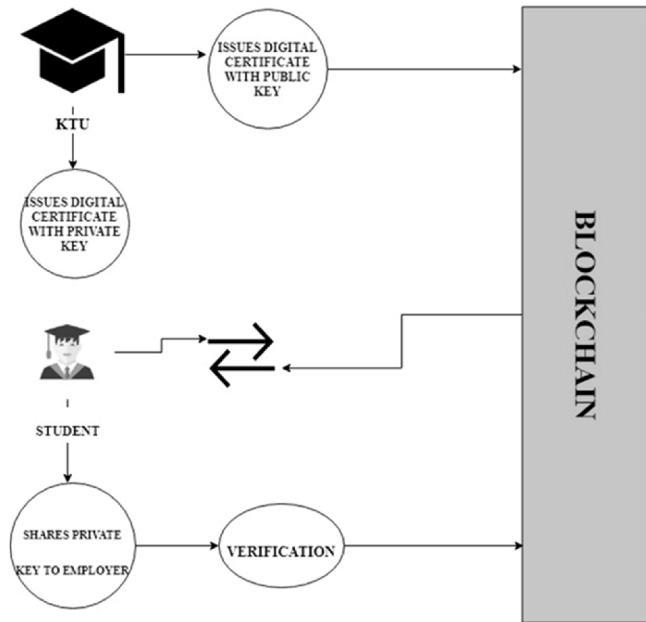 ISSUES DIGITAL
CERTIFICATE
WITH PUBLIC
KEY
KTU
ISSUES DIGITAL
CERTIFICATE
WITH PRIVATE
KEY
BLOCKCHAIN
STUDENT
SHARES PRIVATE
KEY TO EMPLOYER
VERIFICATION